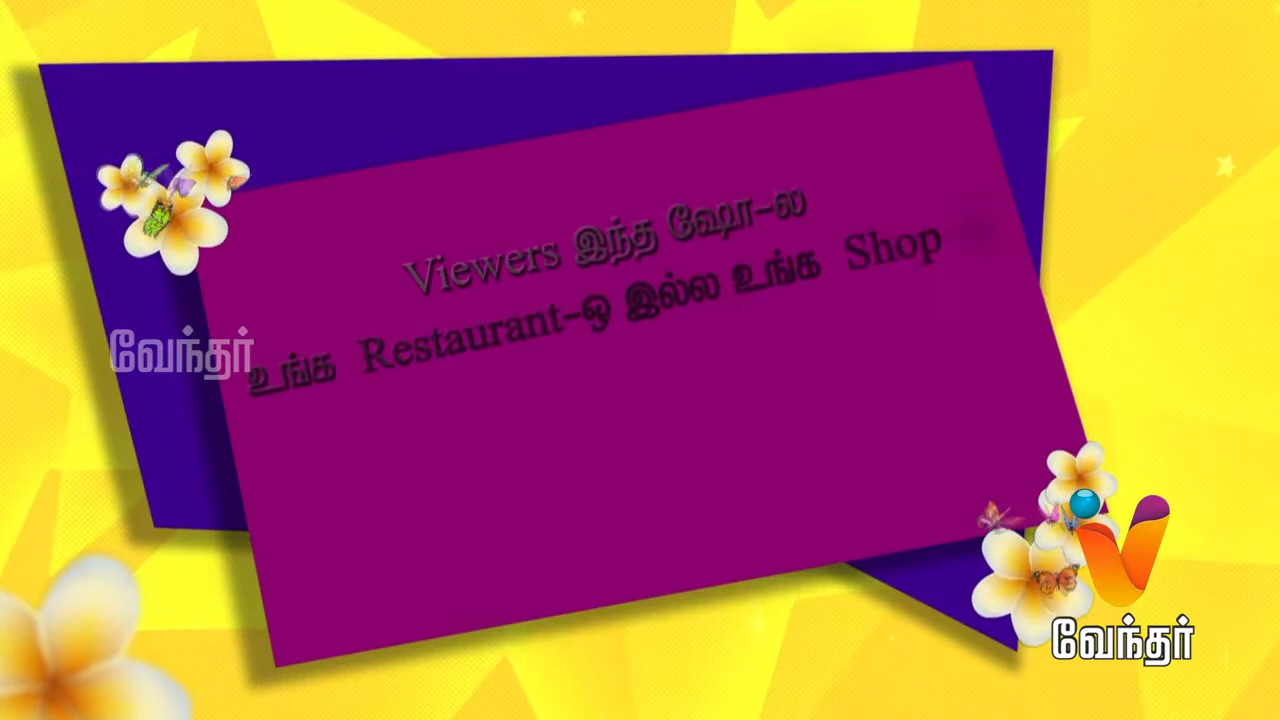 Viewers இந்த ஷோ-ல
உங்க Restaurant-ஓ இல்ல உங்க Shop
வேந்தர்
வேந்தர்